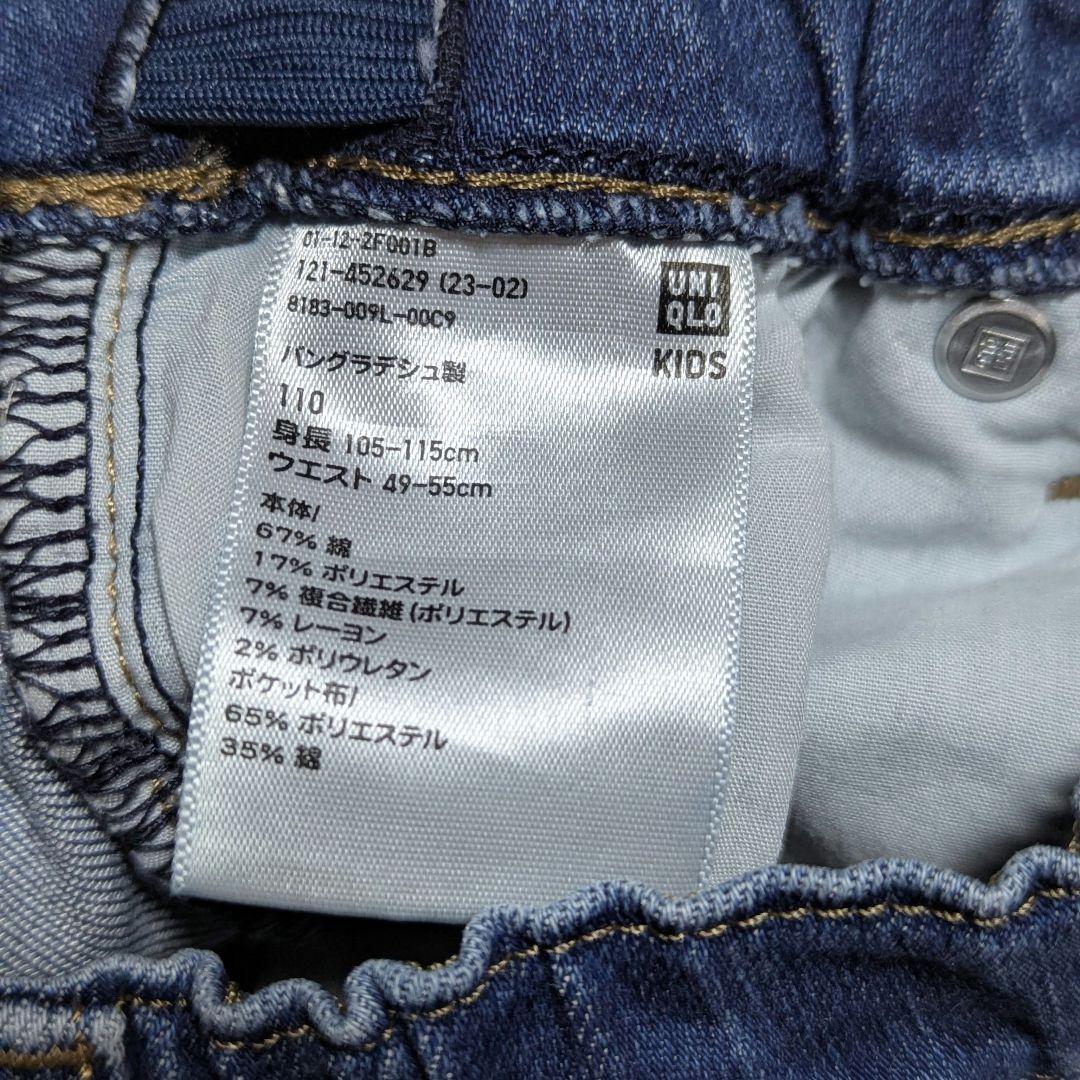 01-12-2F001B
121-452629 (23-02)
8183-009L-00C9
UNI
QLO
KIDS
バングラデシュ製
110
身長 105-115cm
ウエスト 49-55cm
本体/
67% 綿
17% ポリエステル
7% 複合繊維(ポリエステル)
7% レーヨン
2% ポリウレタン
ポケット布/
65% ポリエステル
35% 綿